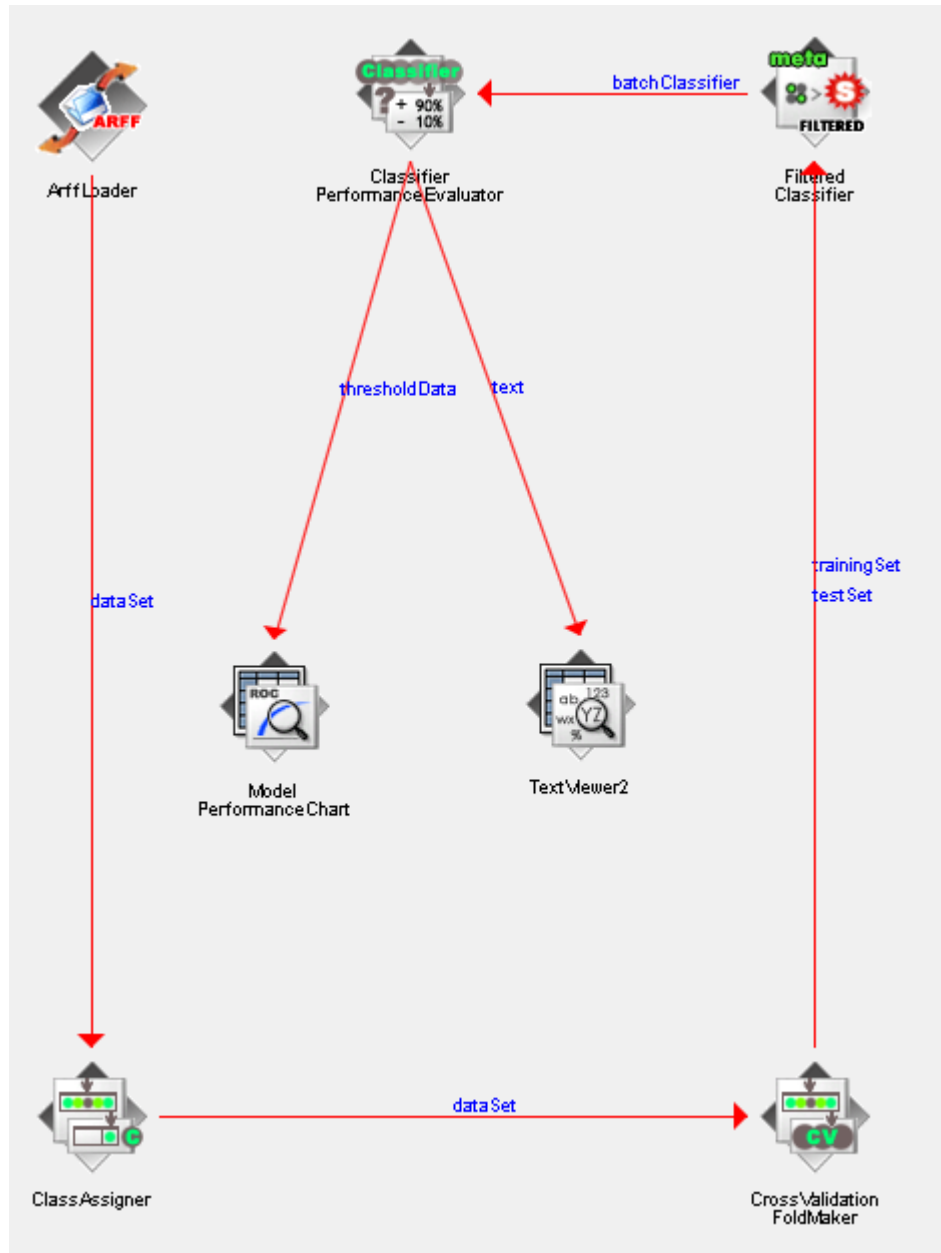 Classifier
meta
+ 90%
- 10%
ARFF
FILTERED
batchClassifier
ArffLoader
Classifier
PerformanceEvaluator
Filtered
Classifier
thresholdData
text
trainingSet
testSet
dataSet
ROC
ab 123
wx YZ
%
Model
PerformanceChart
TextViewer2
dataSet
C
CV
ClassAssigner
CrossValidation
FoldMaker